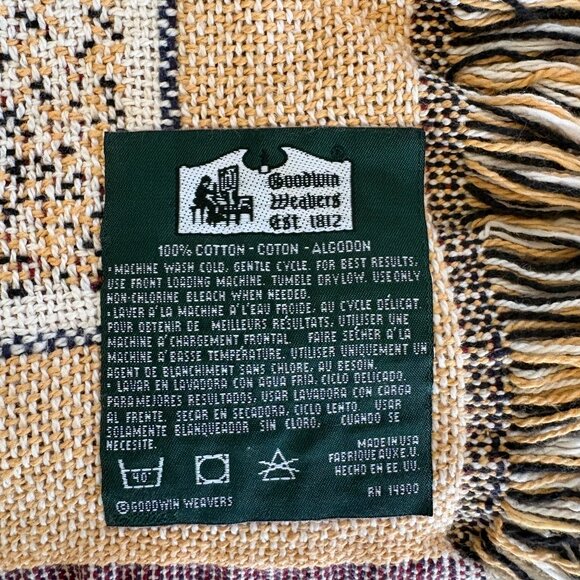 Goodwin
Weavers
Est. 1812
®
100% COTTON - COTON - ALGODON
• MACHINE WASH COLD, GENTLE CYCLE. FOR BEST RESULTS,
USE FRONT LOADING MACHINE. TUMBLE DRY LOW. USE ONLY
NON-CHLORINE BLEACH WHEN NEEDED.
• LAVER A LA MACHINE A L'EAU FROIDE, AU CYCLE DÉLICAT
POUR OBTENIR DE MEILLEURS RÉSULTATS, UTILISER UNE
MACHINE A CHARGEMENT FRONTAL FAIRE SÉCHER A LA
MACHINE A BASSE TEMPÉRATURE. UTILISER UNIQUEMENT UN
AGENT DE BLANCHIMENT SANS CHLORE, AU BESOIN.
• LAVAR EN LAVADORA CON AGUA FRIA, CICLO DELICADO.
PARA MEJORES RESULTADOS, USAR LAVADORA CON CARGA
AL FRENTE. SECAR EN SECADORA, CICLO LENTO. USAR
SOLAMENTE BLANQUEADOR SIN CLORO, CUANDO SE
NECESITE.
MADE IN USA
FABRIQUE AUX E.U.
HECHO EN EE. UU.
40°
RN 14900
© GOODWIN WEAVERS